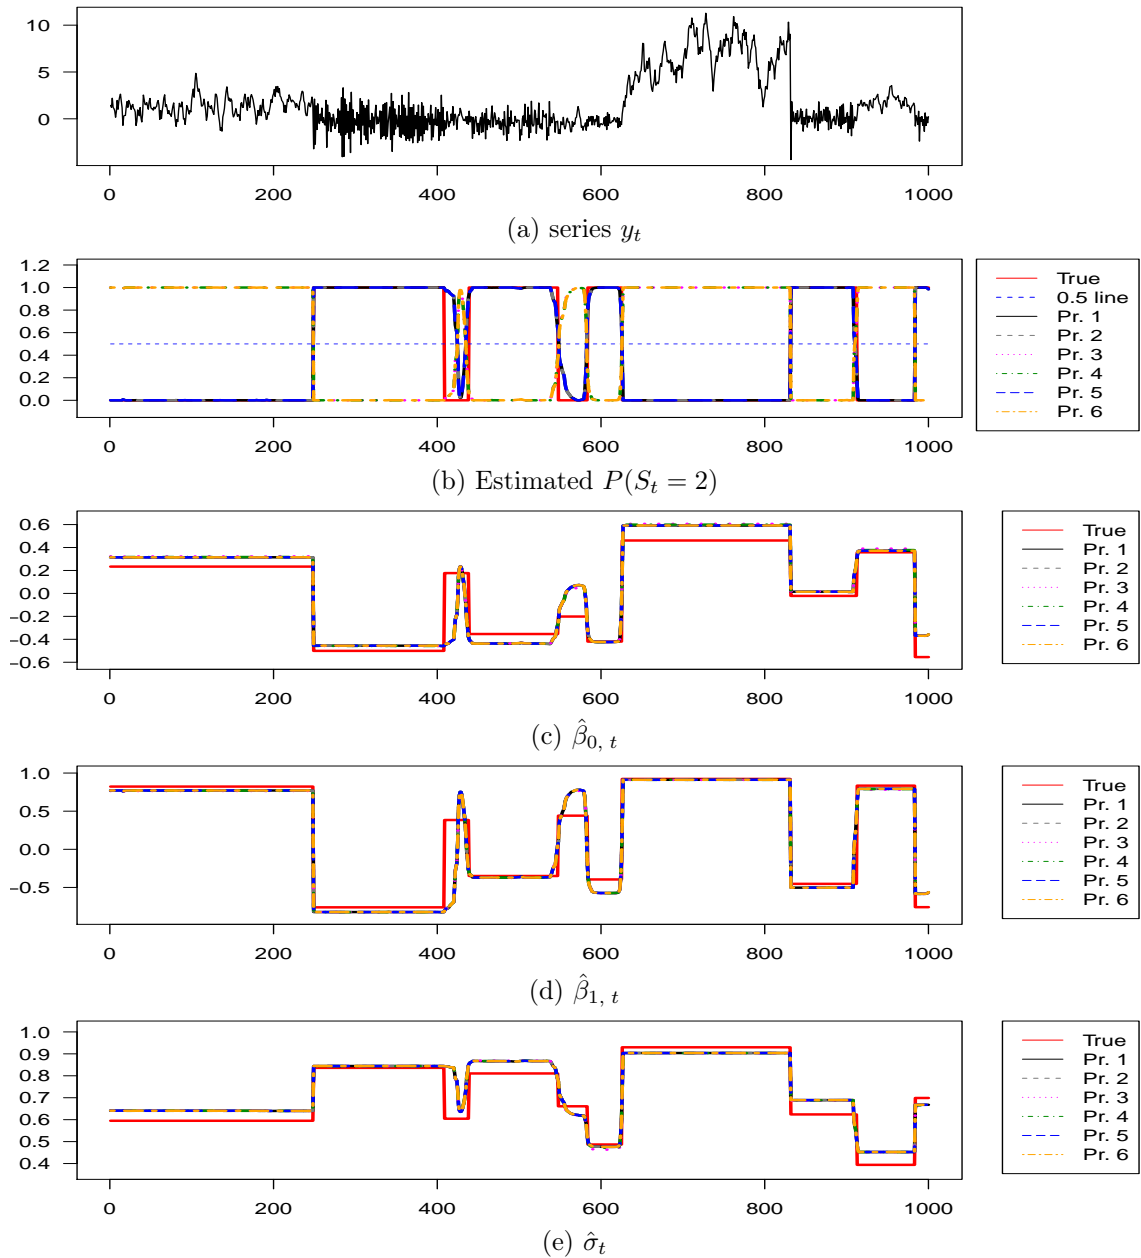 10
5
0
0 200 400 600 800 1000
(a) series y_t
1.2
1.0
0.8
0.6
0.4
0.2
0.0
0 200 400 600 800 1000
True
0.5 line
Pr. 1
Pr. 2
Pr. 3
Pr. 4
Pr. 5
Pr. 6
(b) Estimated P(S_t = 2)
0.6
0.4
0.2
0.0
−0.2
−0.4
−0.6
0 200 400 600 800 1000
True
Pr. 1
Pr. 2
Pr. 3
Pr. 4
Pr. 5
Pr. 6
(c) β̂_{0, t}
1.0
0.5
0.0
−0.5
0 200 400 600 800 1000
True
Pr. 1
Pr. 2
Pr. 3
Pr. 4
Pr. 5
Pr. 6
(d) β̂_{1, t}
1.0
0.9
0.8
0.7
0.6
0.5
0.4
0 200 400 600 800 1000
True
Pr. 1
Pr. 2
Pr. 3
Pr. 4
Pr. 5
Pr. 6
(e) σ̂_t